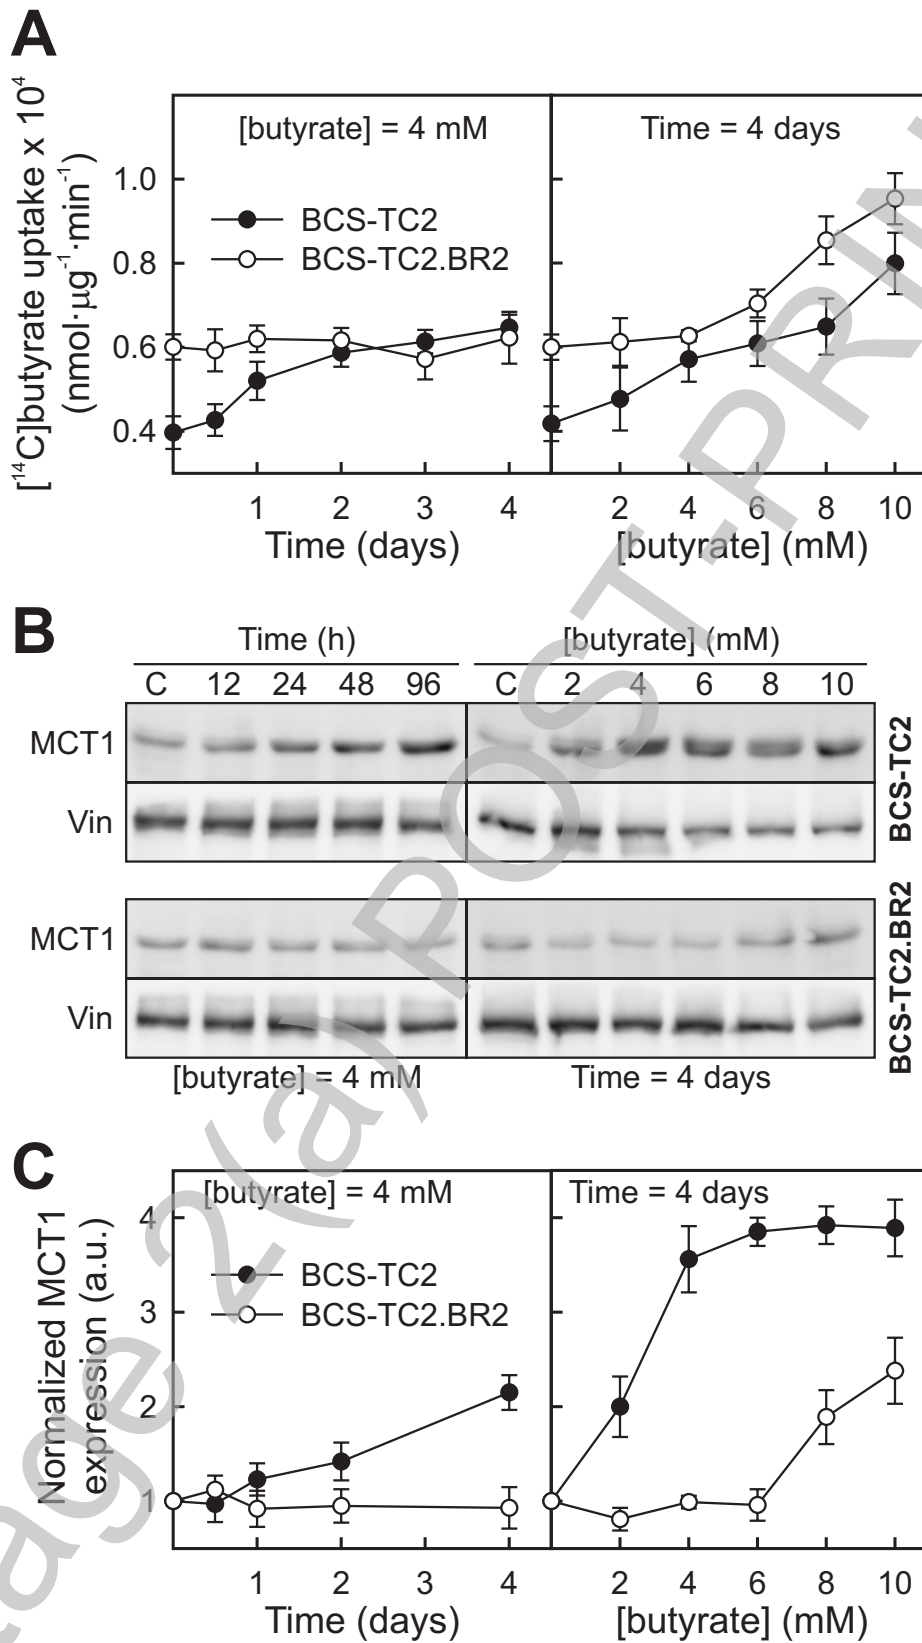 A
[butyrate] = 4 mM
Time = 4 days
[¹⁴C]butyrate uptake x 10⁴
(nmol·µg⁻¹·min⁻¹)
1.0
0.8
0.6
0.4
BCS-TC2
BCS-TC2.BR2
1 2 3 4
2 4 6 8 10
Time (days)
[butyrate] (mM)
B
Time (h)
[butyrate] (mM)
C 12 24 48 96
C 2 4 6 8 10
MCT1
Vin
BCS-TC2
MCT1
Vin
BCS-TC2.BR2
[butyrate] = 4 mM
Time = 4 days
C
[butyrate] = 4 mM
Time = 4 days
Normalized MCT1
expression (a.u.)
4
3
2
1
BCS-TC2
BCS-TC2.BR2
1 2 3 4
2 4 6 8 10
Time (days)
[butyrate] (mM)
age 2(a) POST-PRIN